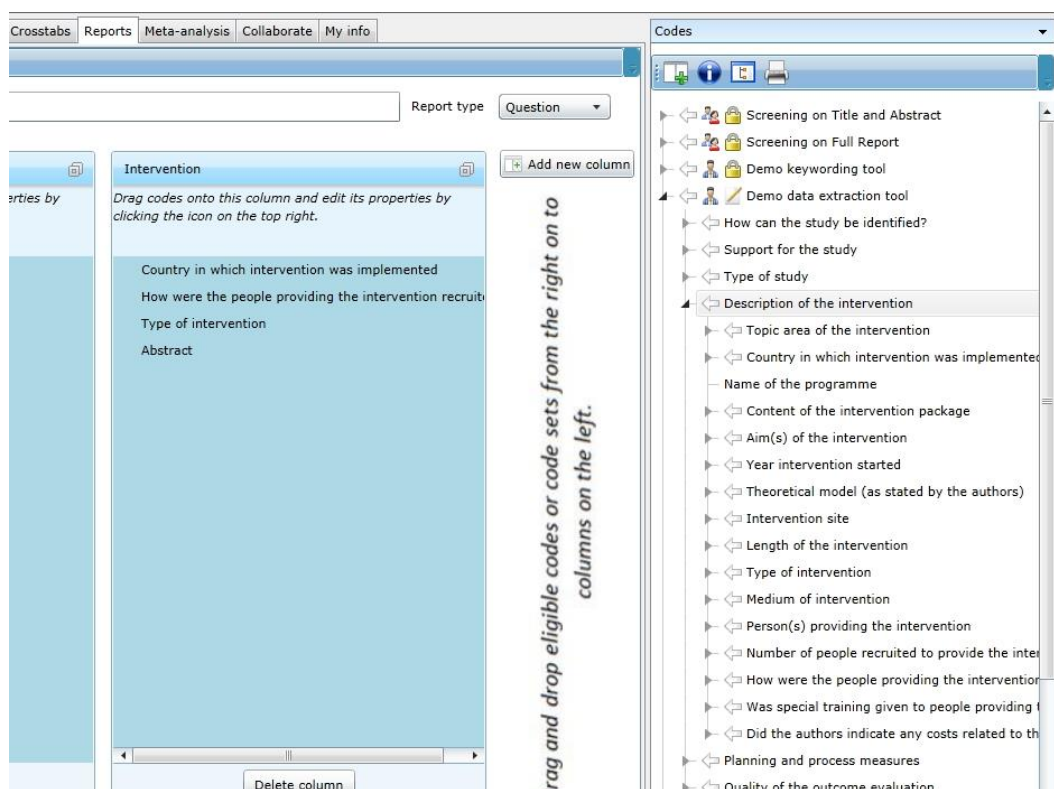 Crosstabs Reports Meta-analysis Collaborate My info
Report type Question
Add new column
erties by
Intervention
Drag codes onto this column and edit its properties by
clicking the icon on the top right.
Country in which intervention was implemented
How were the people providing the intervention recruite
Type of intervention
Abstract
Delete column
rag and drop eligible codes or code sets from the right on to
columns on the left.
Codes
Screening on Title and Abstract
Screening on Full Report
Demo keywording tool
Demo data extraction tool
How can the study be identified?
Support for the study
Type of study
Description of the intervention
Topic area of the intervention
Country in which intervention was implemented
Name of the programme
Content of the intervention package
Aim(s) of the intervention
Year intervention started
Theoretical model (as stated by the authors)
Intervention site
Length of the intervention
Type of intervention
Medium of intervention
Person(s) providing the intervention
Number of people recruited to provide the inter
How were the people providing the intervention
Was special training given to people providing t
Did the authors indicate any costs related to th
Planning and process measures
Quality of the outcome evaluation